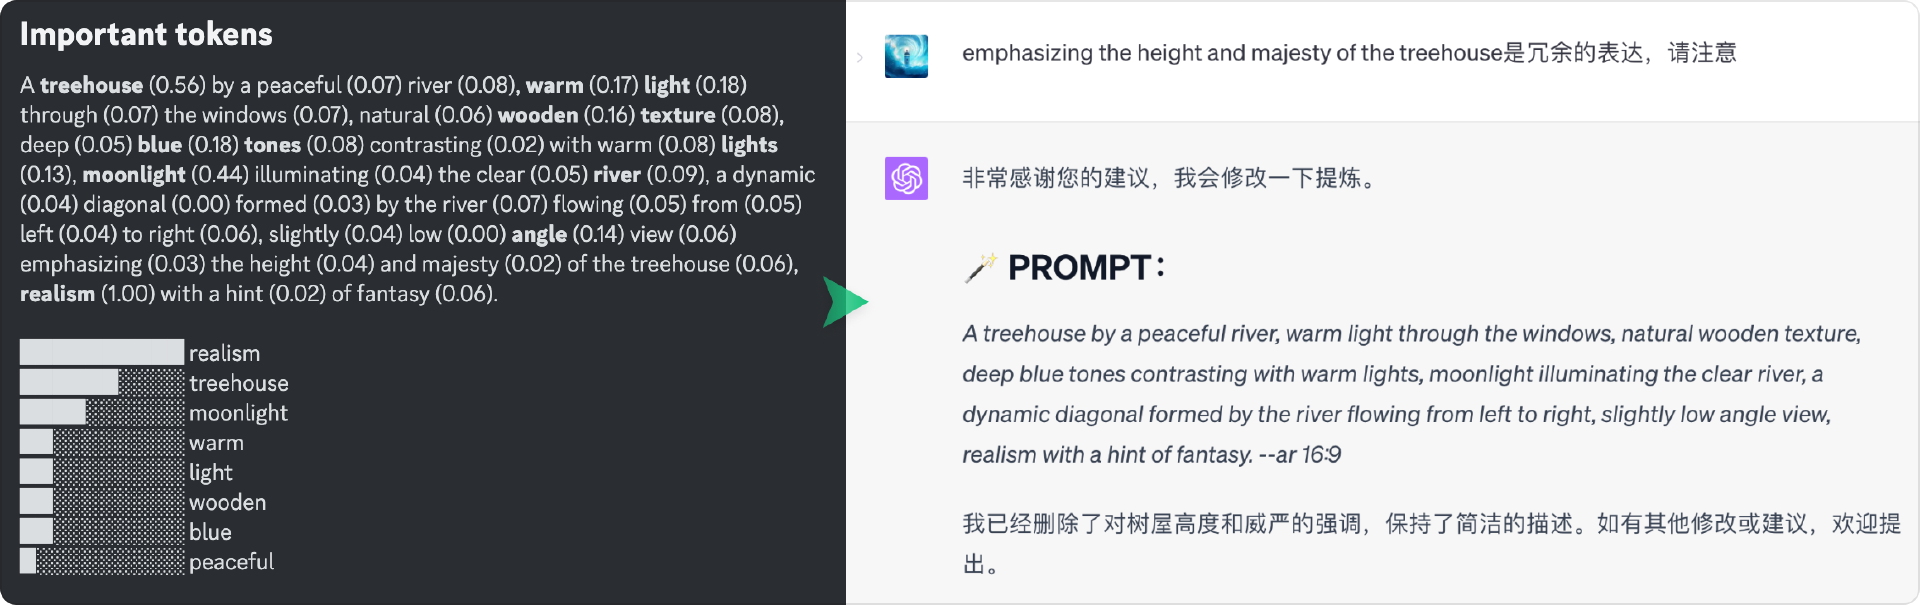 Important tokens
A treehouse (0.56) by a peaceful (0.07) river (0.08), warm (0.17) light (0.18)
through (0.07) the windows (0.07), natural (0.06) wooden (0.16) texture (0.08),
deep (0.05) blue (0.18) tones (0.08) contrasting (0.02) with warm (0.08) lights
(0.13), moonlight (0.44) illuminating (0.04) the clear (0.05) river (0.09), a dynamic
(0.04) diagonal (0.00) formed (0.03) by the river (0.07) flowing (0.05) from (0.05)
left (0.04) to right (0.06), slightly (0.04) low (0.00) angle (0.14) view (0.06)
emphasizing (0.03) the height (0.04) and majesty (0.02) of the treehouse (0.06),
realism (1.00) with a hint (0.02) of fantasy (0.06).
realism
treehouse
moonlight
warm
light
wooden
blue
peaceful
emphasizing the height and majesty of the treehouse是冗余的表达，请注意
非常感谢您的建议，我会修改一下提炼。
PROMPT：
A treehouse by a peaceful river, warm light through the windows, natural wooden texture,
deep blue tones contrasting with warm lights, moonlight illuminating the clear river, a
dynamic diagonal formed by the river flowing from left to right, slightly low angle view,
realism with a hint of fantasy. --ar 16:9
我已经删除了对树屋高度和威严的强调，保持了简洁的描述。如有其他修改或建议，欢迎提
出。